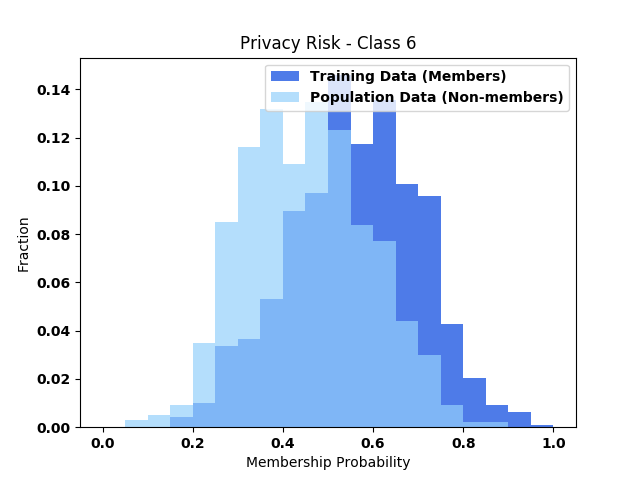 Privacy Risk - Class 6
Training Data (Members)
Population Data (Non-members)
0.14
0.12
0.10
0.08
0.06
0.04
0.02
0.00
Fraction
0.0 0.2 0.4 0.6 0.8 1.0
Membership Probability